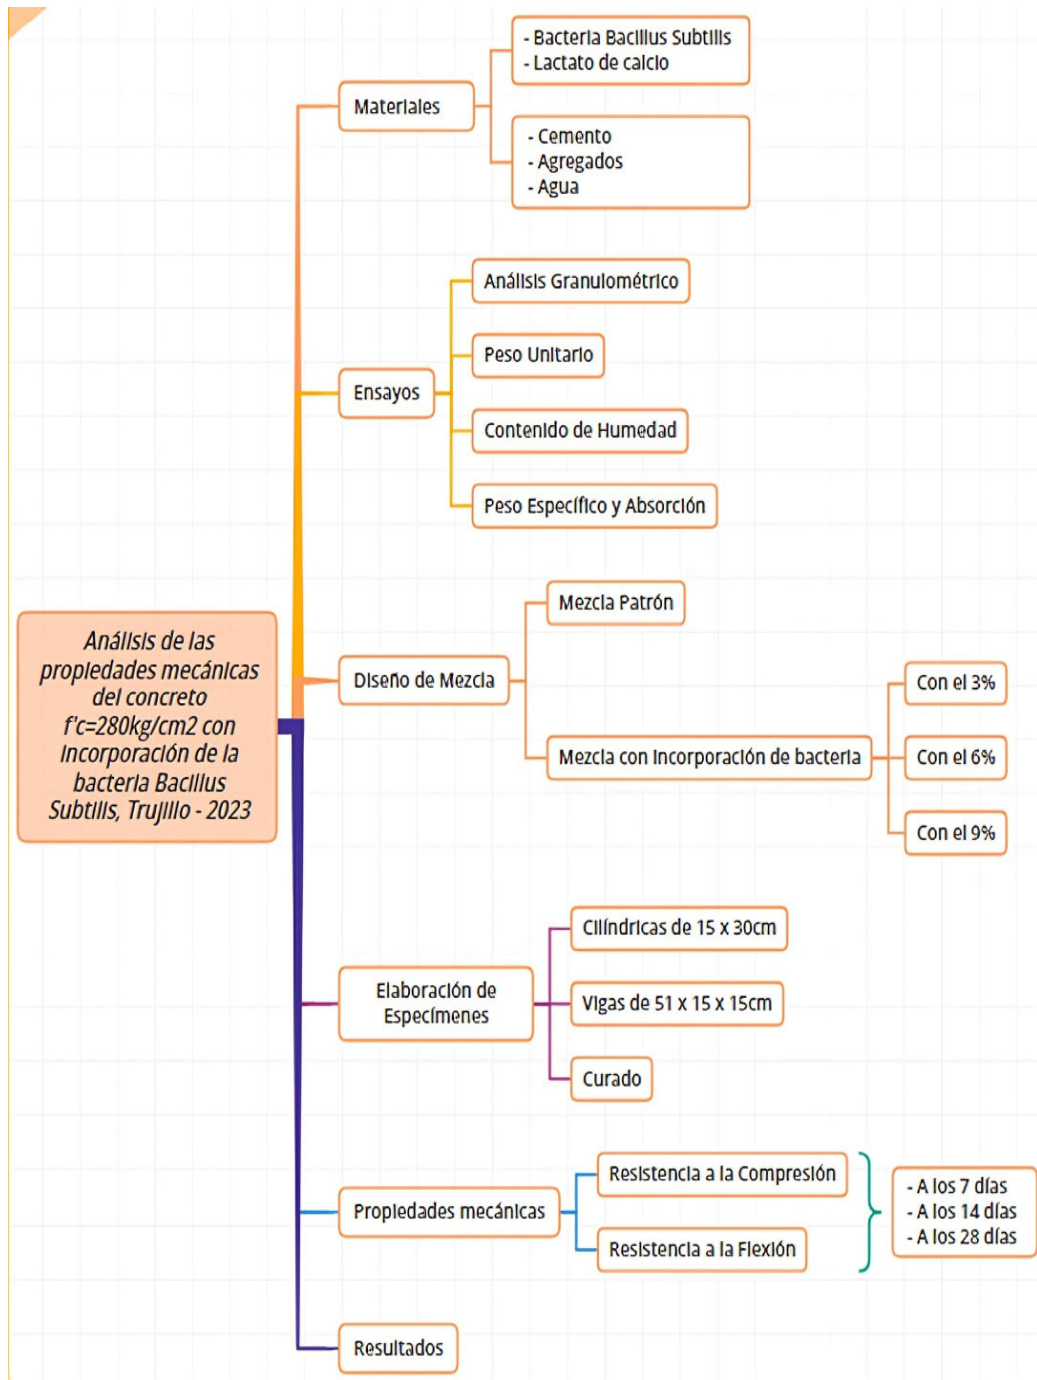 - Bacteria Bacillus Subtilis
- Lactato de calcio
Materiales
- Cemento
- Agregados
- Agua
Análisis Granulométrico
Peso Unitario
Ensayos
Contenido de Humedad
Peso Específico y Absorción
Mezcla Patrón
Diseño de Mezcla
Con el 3%
Mezcla con incorporación de bacteria
Con el 6%
Con el 9%
Análisis de las
propiedades mecánicas
del concreto
f'c=280kg/cm2 con
incorporación de la
bacteria Bacillus
Subtilis, Trujillo - 2023
Cilíndricas de 15 x 30cm
Elaboración de
Especímenes
Vigas de 51 x 15 x 15cm
Curado
Propiedades mecánicas
Resistencia a la Compresión
Resistencia a la Flexión
- A los 7 días
- A los 14 días
- A los 28 días
Resultados